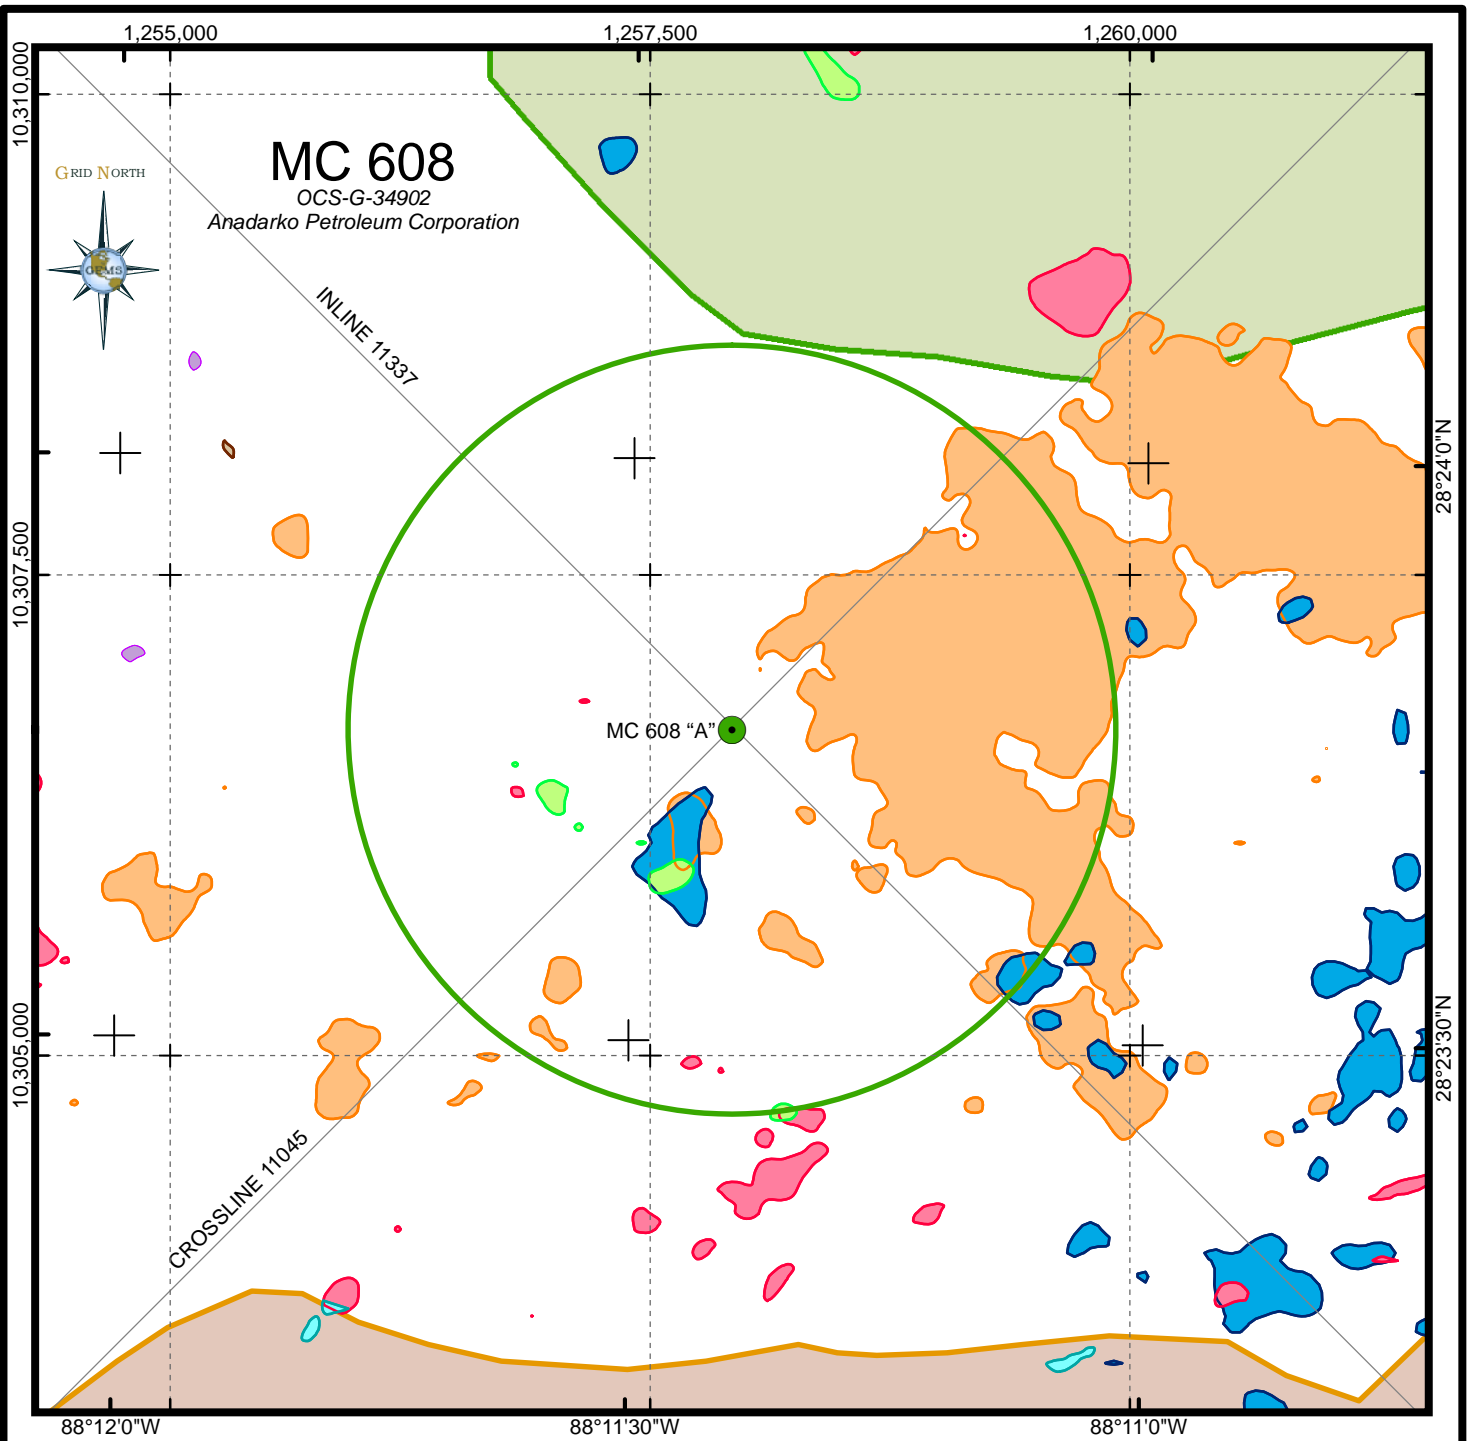 1,255,000
1,257,500
1,260,000
10,310,000
MC 608
OCS-G-34902
Anadarko Petroleum Corporation
GRID NORTH
GEMS
INLINE 11337
28°24'0"N
10,307,500
MC 608 “A”
10,305,000
28°23'30"N
CROSSLINE 11045
88°12'0"W
88°11'30"W
88°11'0"W